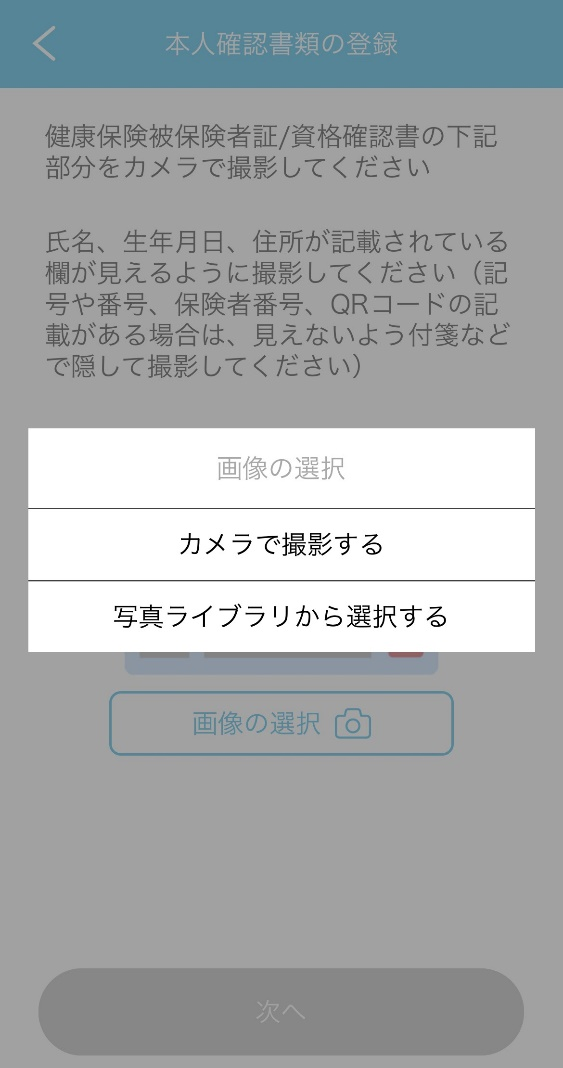 本人確認書類の登録
健康保険被保険者証/資格確認書の下記
部分をカメラで撮影してください
氏名、生年月日、住所が記載されている
欄が見えるように撮影してください（記
号や番号、保険者番号、QRコードの記
載がある場合は、見えないよう付箋など
で隠して撮影してください）
画像の選択
カメラで撮影する
写真ライブラリから選択する
画像の選択
次へ